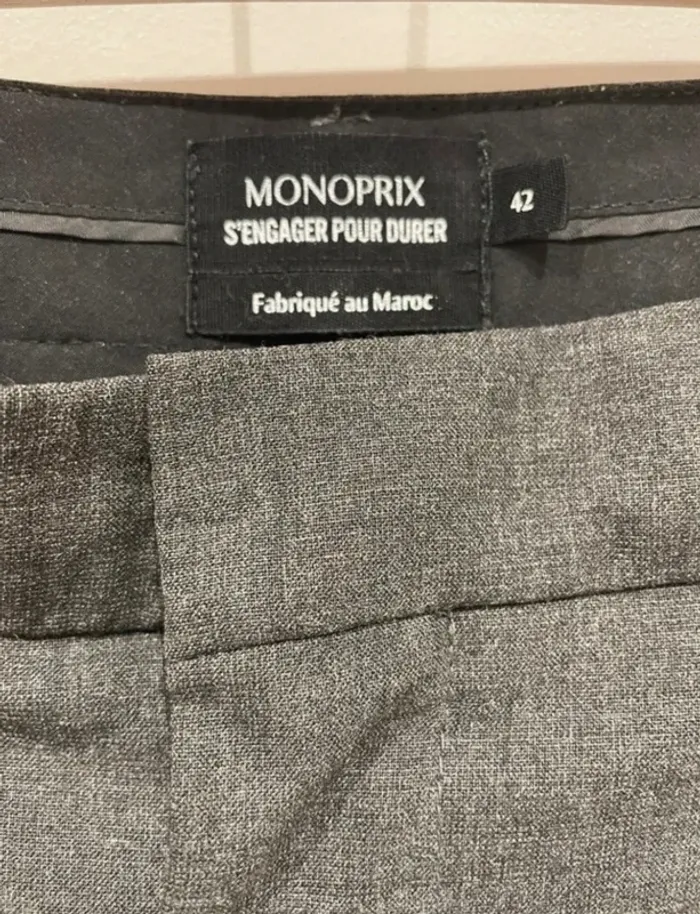 MONOPRIX
S'ENGAGER POUR DURER
Fabriqué au Maroc
42